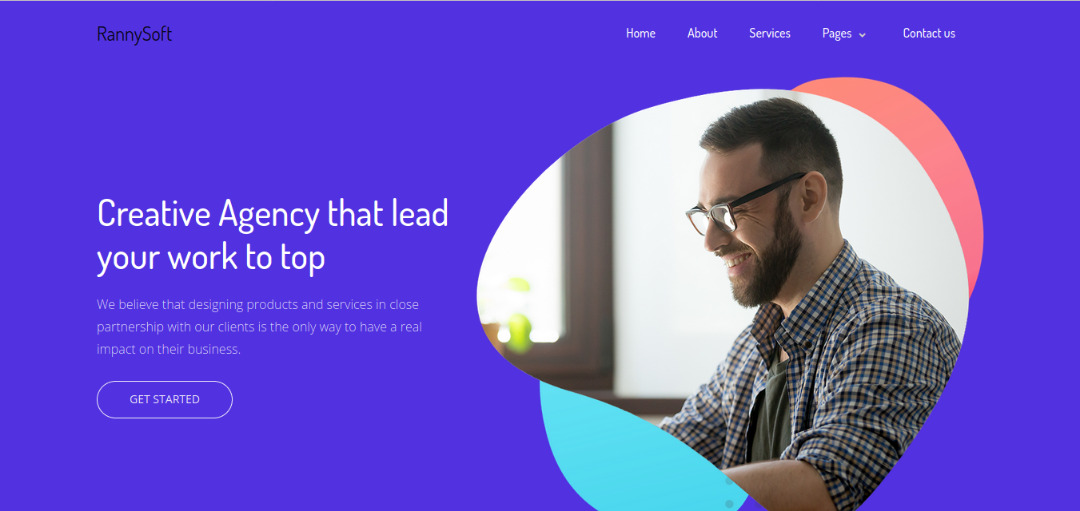 RannySoft
Home About Services Pages Contact us
Creative Agency that lead
your work to top
We believe that designing products and services in close
partnership with our clients is the only way to have a real
impact on their business.
GET STARTED